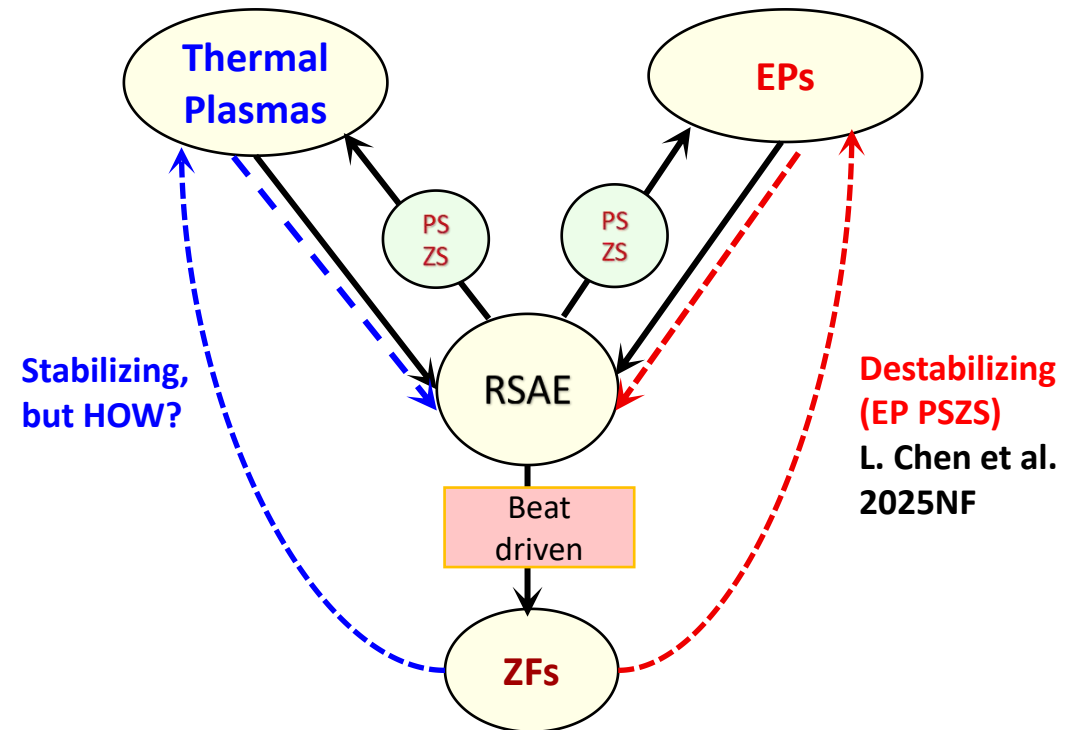 Thermal
Plasmas
EPs
PS
ZS
PS
ZS
RSAE
Stabilizing,
but HOW?
Destabilizing
(EP PSZS)
L. Chen et al.
2025NF
Beat
driven
ZFs